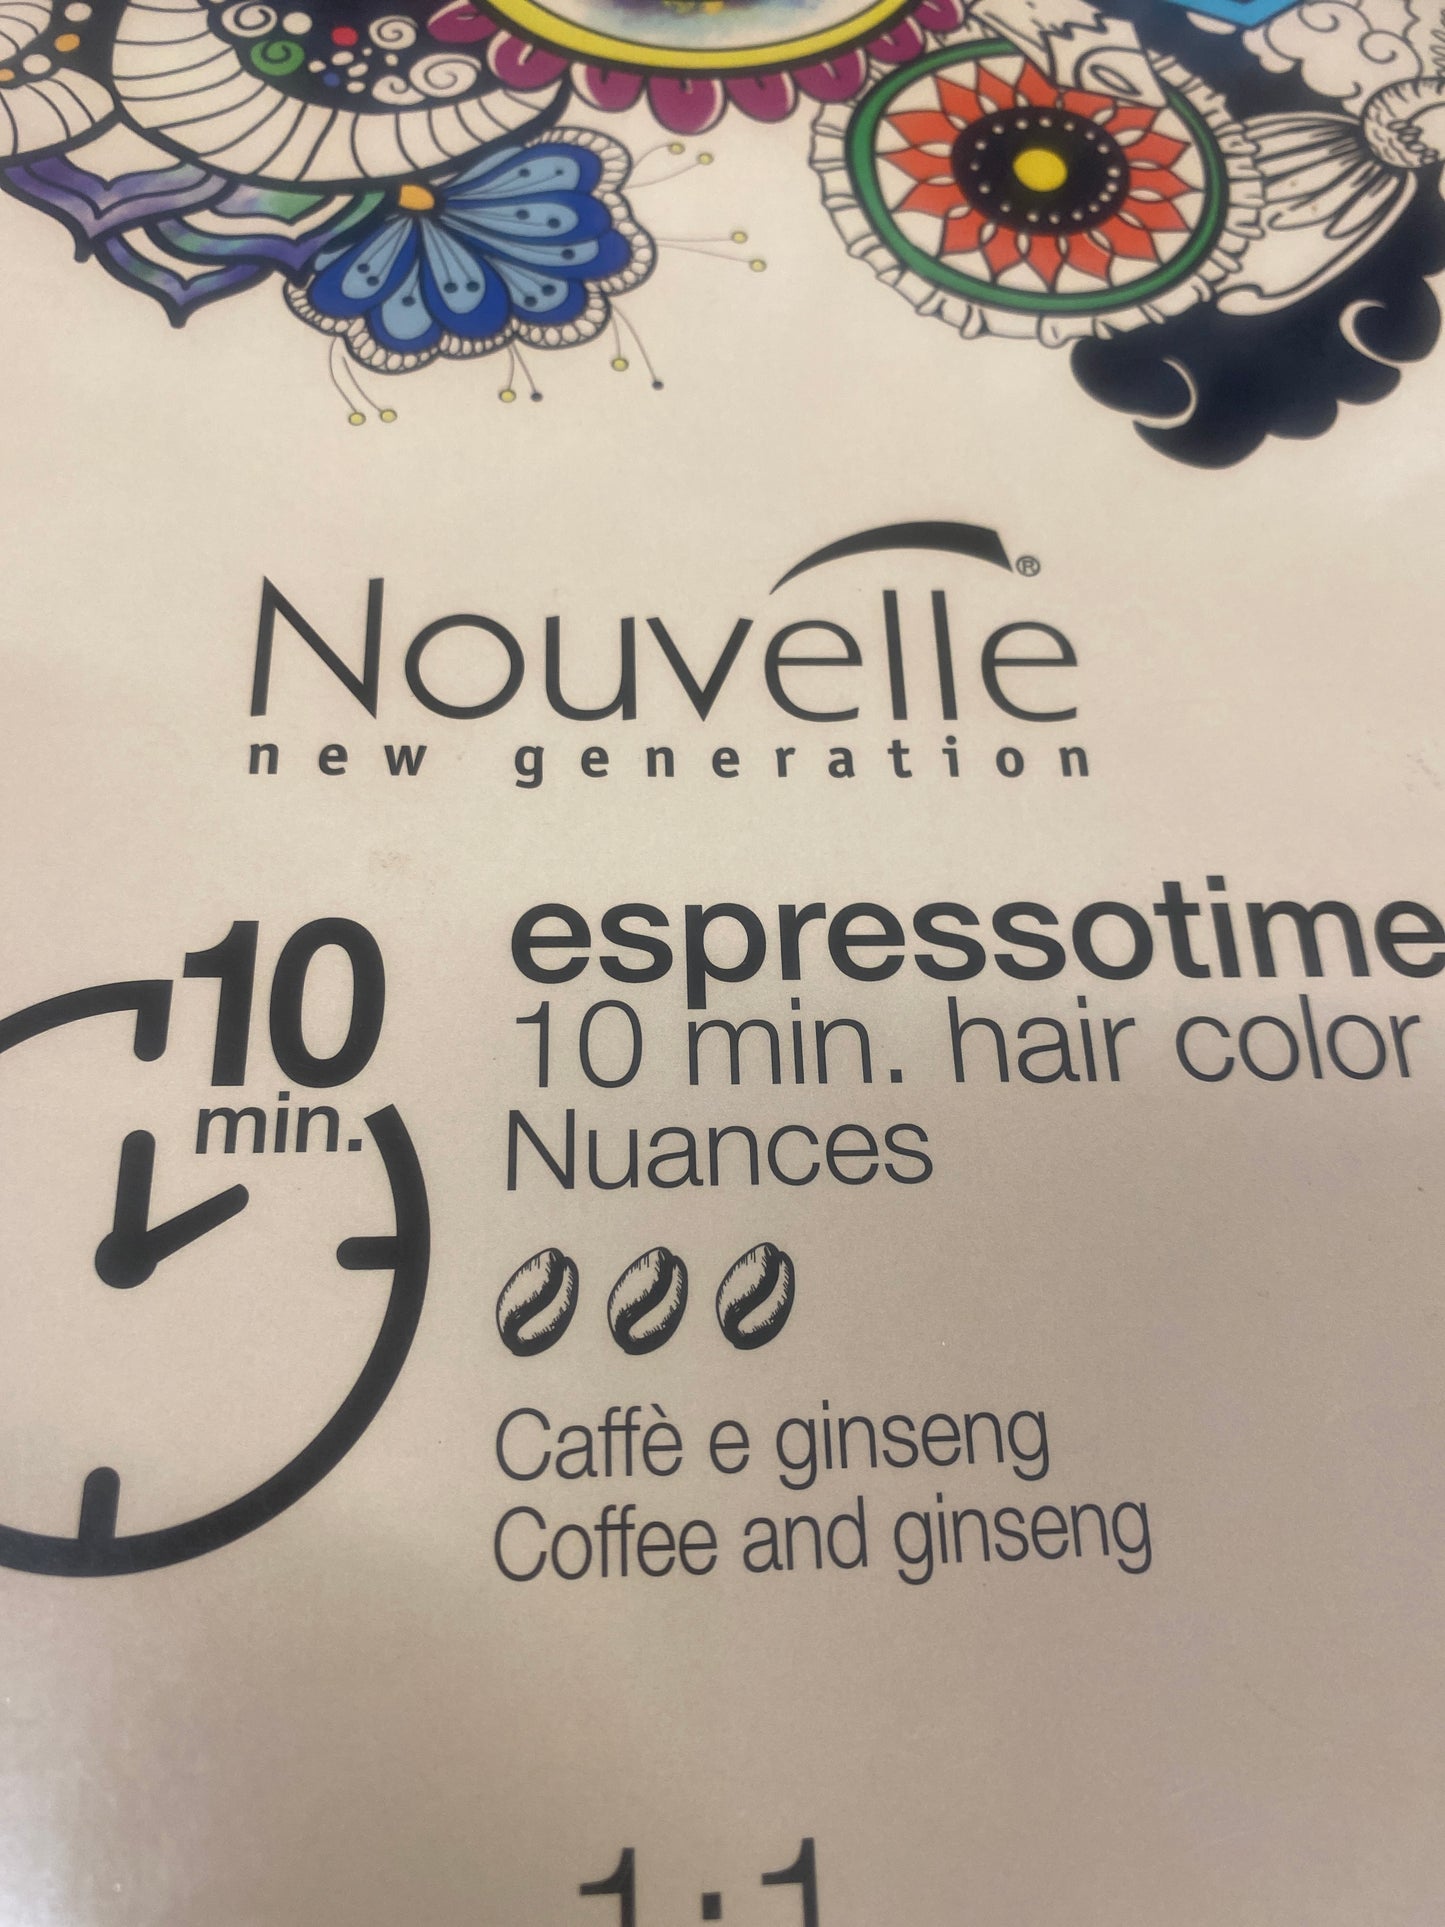 Nouvelle®
new generation
10
min.
espressotime
10 min. hair color
Nuances
Caffè e ginseng
Coffee and ginseng
1:1